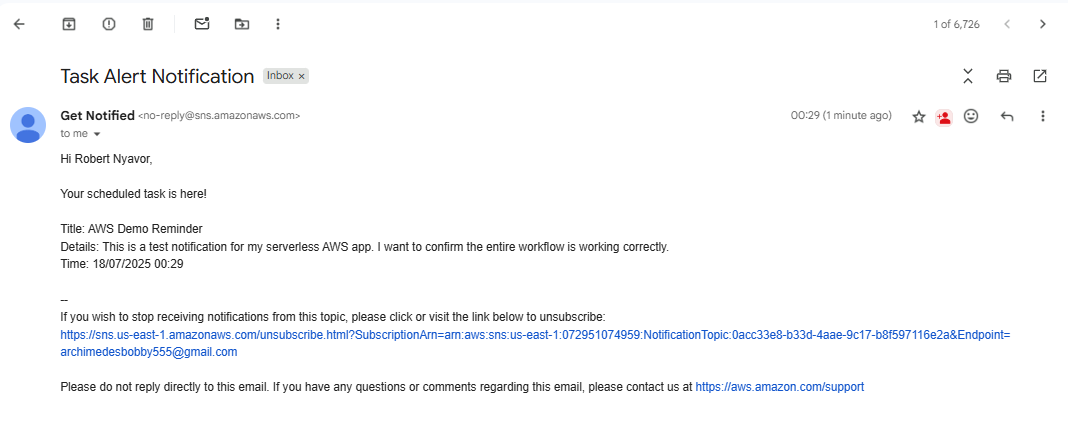 1 of 6,726
Task Alert Notification Inbox ×
Get Notified <no-reply@sns.amazonaws.com> 00:29 (1 minute ago)
to me
Hi Robert Nyavor,
Your scheduled task is here!
Title: AWS Demo Reminder
Details: This is a test notification for my serverless AWS app. I want to confirm the entire workflow is working correctly.
Time: 18/07/2025 00:29
--
If you wish to stop receiving notifications from this topic, please click or visit the link below to unsubscribe:
https://sns.us-east-1.amazonaws.com/unsubscribe.html?SubscriptionArn=arn:aws:sns:us-east-1:072951074959:NotificationTopic:0acc33e8-b33d-4aae-9c17-b8f597116e2a&Endpoint=
archimedesbobby555@gmail.com
Please do not reply directly to this email. If you have any questions or comments regarding this email, please contact us at https://aws.amazon.com/support